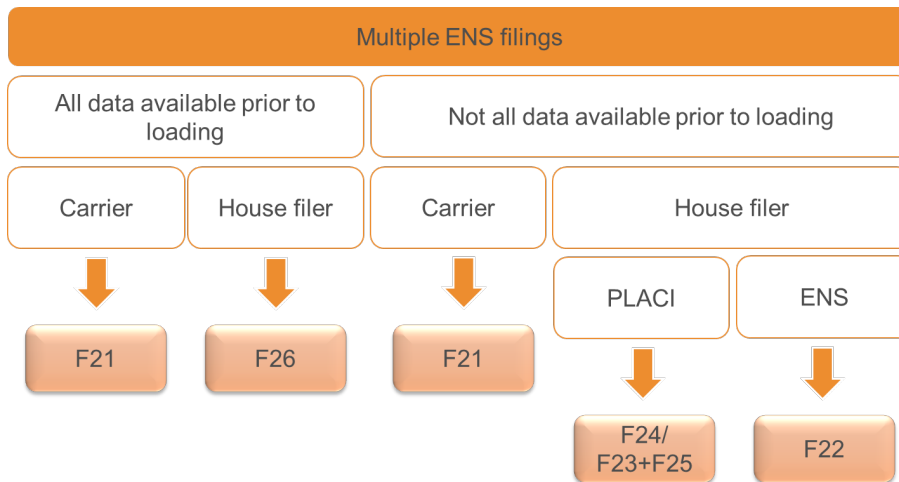 Multiple ENS filings
All data available prior to
loading
Not all data available prior to loading
Carrier
House filer
Carrier
House filer
PLACI
ENS
F21
F26
F21
F24/
F23+F25
F22